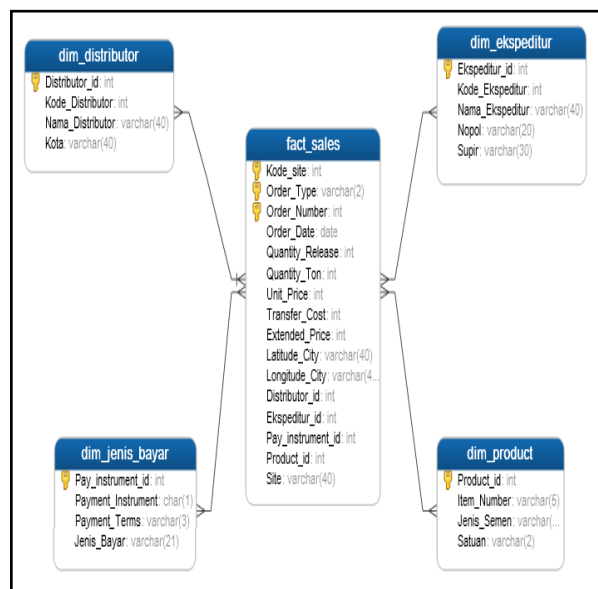 dim_distributor
Distributor_id: int
Kode_Distributor: int
Nama_Distributor: varchar(40)
Kota: varchar(40)
dim_ekspeditur
Ekspeditur_id: int
Kode_Ekspeditur: int
Nama_Ekspeditur: varchar(40)
Nopol: varchar(20)
Supir: varchar(30)
fact_sales
Kode_site: int
Order_Type: varchar(2)
Order_Number: int
Order_Date: date
Quantity_Release: int
Quantity_Ton: int
Unit_Price: int
Transfer_Cost: int
Extended_Price: int
Latitude_City: varchar(40)
Longitude_City: varchar(4...
Distributor_id: int
Ekspeditur_id: int
Pay_instrument_id: int
Product_id: int
Site: varchar(40)
dim_jenis_bayar
Pay_instrument_id: int
Payment_Instrument: char(1)
Payment_Terms: varchar(3)
Jenis_Bayar: varchar(21)
dim_product
Product_id: int
Item_Number: varchar(5)
Jenis_Semen: varchar(...
Satuan: varchar(2)